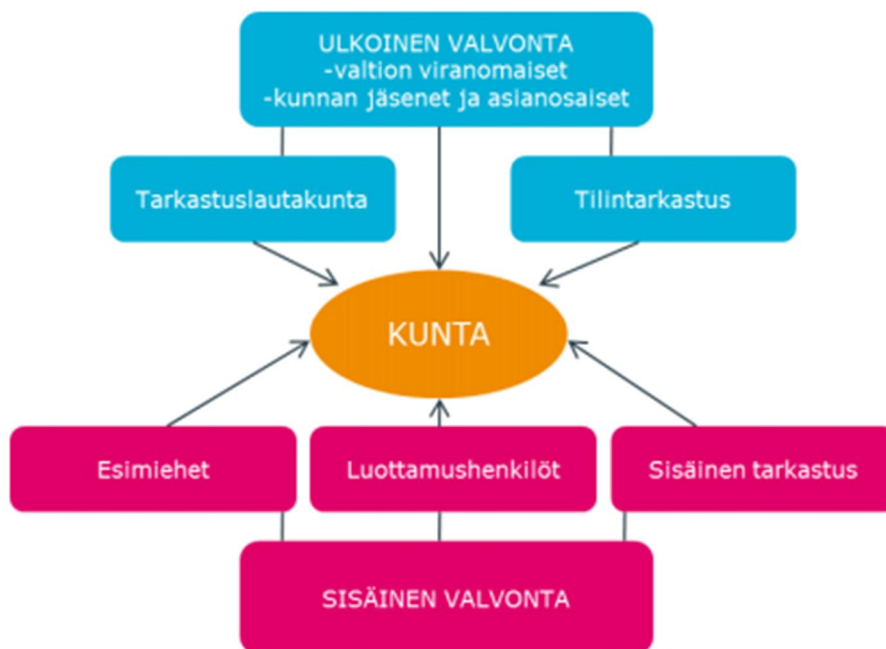 ULKOINEN VALVONTA
-valtion viranomaiset
-kunnan jäsenet ja asianosaiset
Tarkastuslautakunta
Tilintarkastus
KUNTA
Esimiehet
Luottamushenkilöt
Sisäinen tarkastus
SISÄINEN VALVONTA